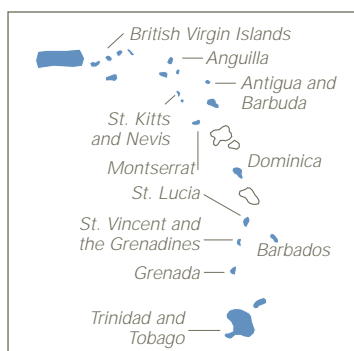 British Virgin Islands
Anguilla
Antigua and
Barbuda
St. Kitts
and Nevis
Montserrat
Dominica
St. Lucia
St. Vincent and
the Grenadines
Barbados
Grenada
Trinidad and
Tobago